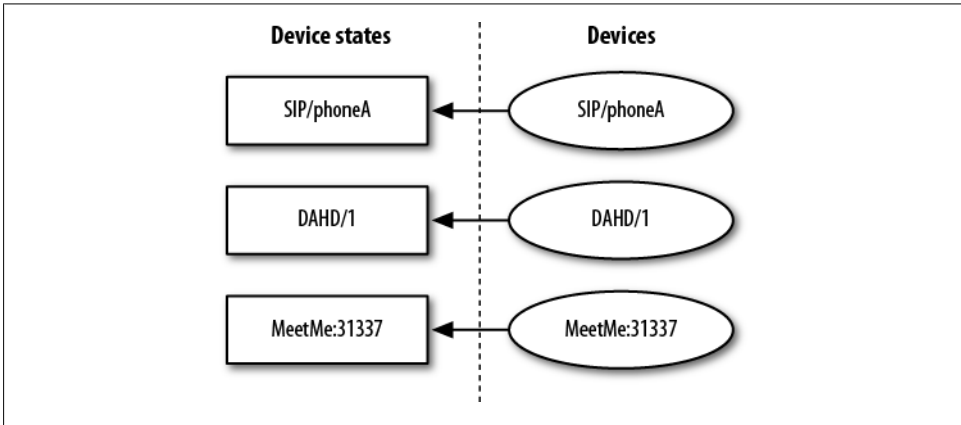 Device states
Devices
SIP/phoneA
SIP/phoneA
DAHD/1
DAHD/1
MeetMe:31337
MeetMe:31337